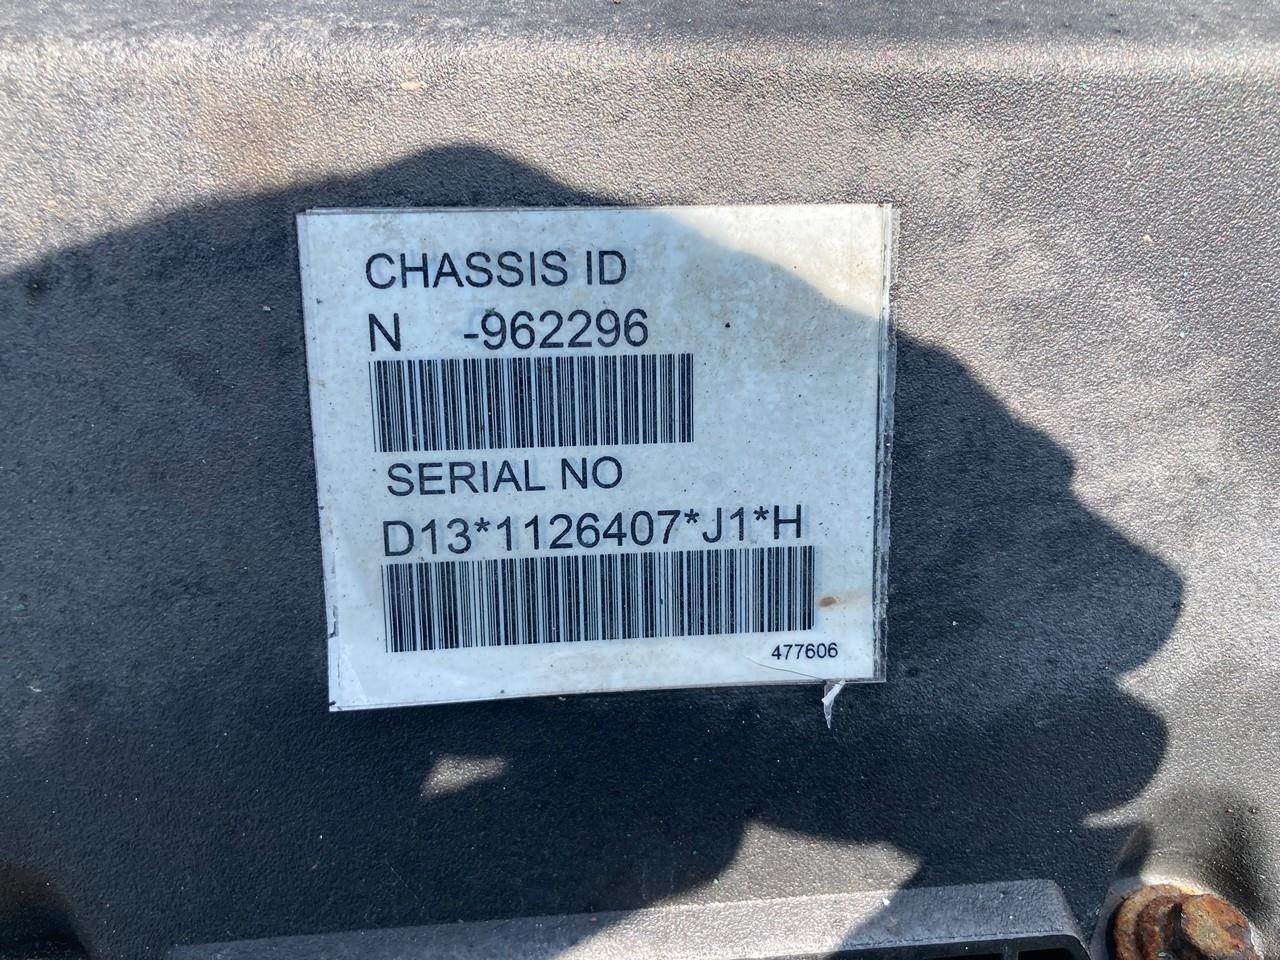 CHASSIS ID
N -962296
SERIAL NO
D13*1126407*J1*H
477606